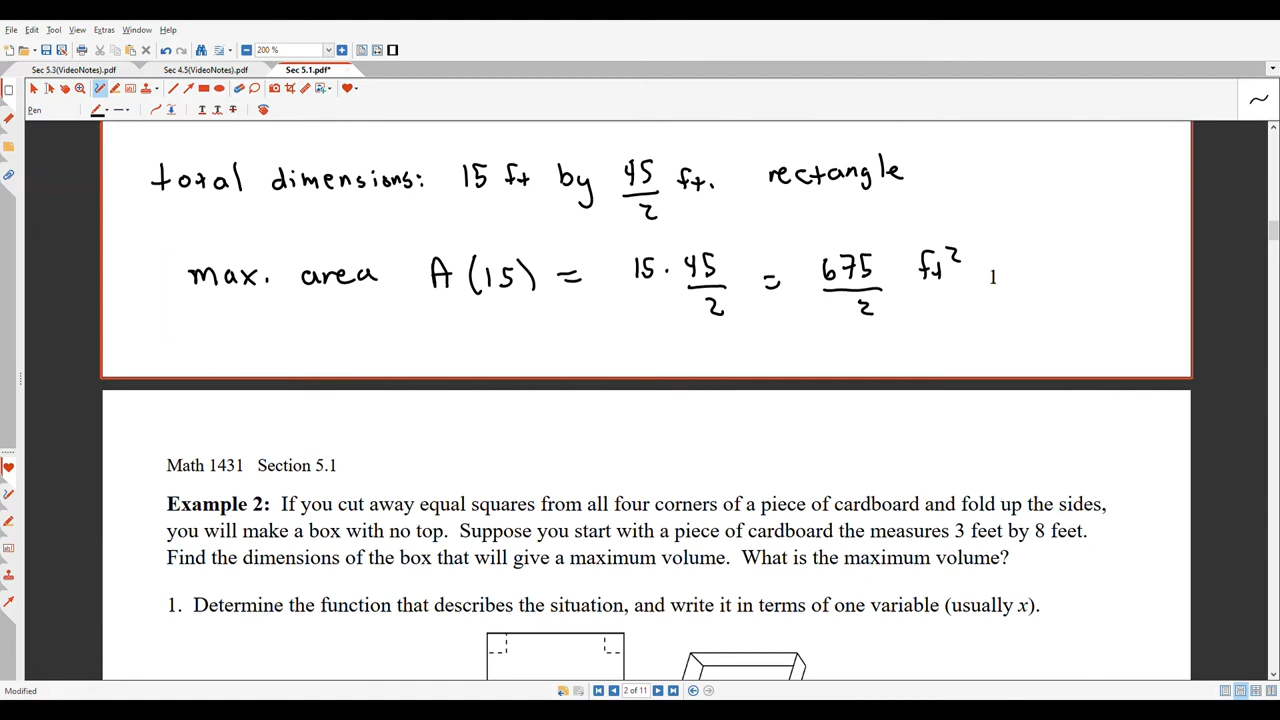 File Edit Tool View Extras Window Help
200 %
Sec 5.3(VideoNotes).pdf Sec 4.5(VideoNotes).pdf Sec 5.1.pdf*
Pen
total dimensions: 15 ft by 45/2 ft. rectangle
max. area A(15) = 15 · 45/2 = 675/2 ft²
Math 1431 Section 5.1
Example 2: If you cut away equal squares from all four corners of a piece of cardboard and fold up the sides,
you will make a box with no top. Suppose you start with a piece of cardboard the measures 3 feet by 8 feet.
Find the dimensions of the box that will give a maximum volume. What is the maximum volume?
1. Determine the function that describes the situation, and write it in terms of one variable (usually x).
Modified 2 of 11